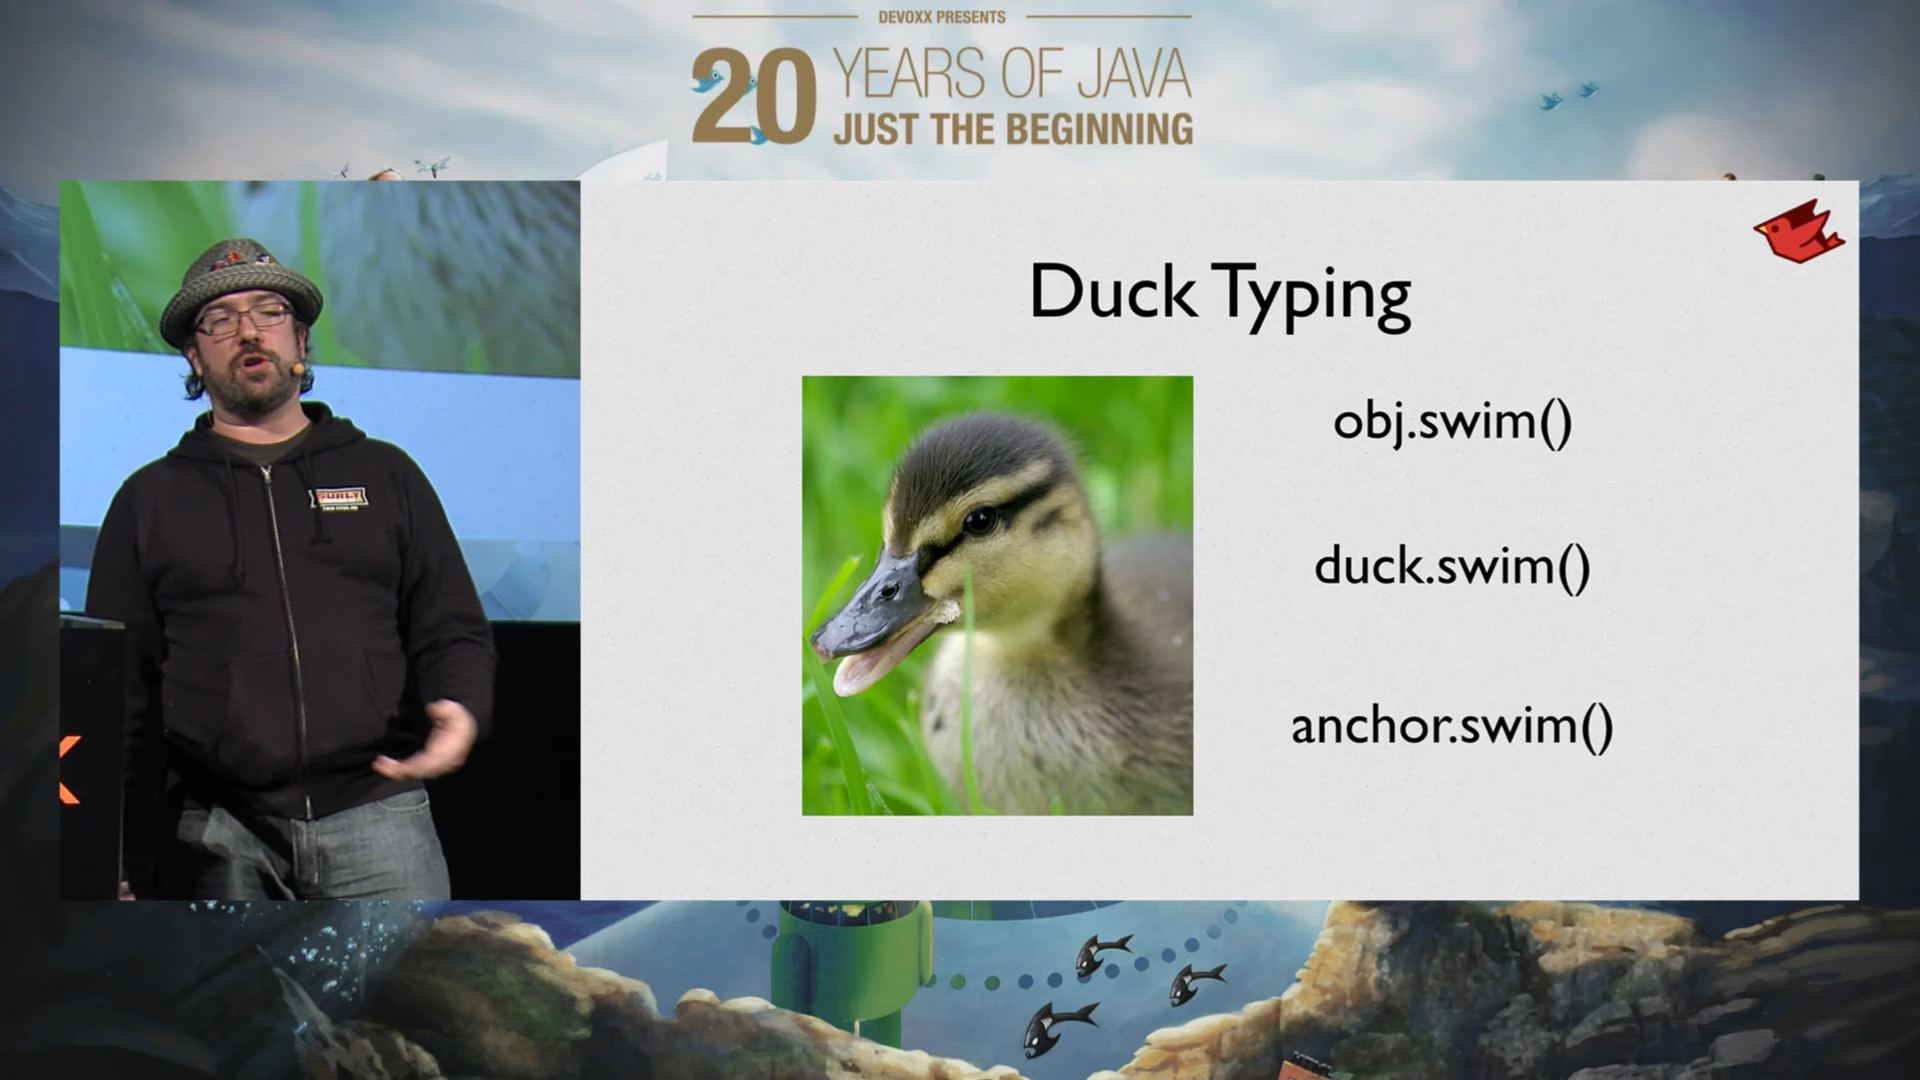 DEVOXX PRESENTS
20 YEARS OF JAVA
JUST THE BEGINNING
Duck Typing
obj.swim()
duck.swim()
anchor.swim()
SURLY